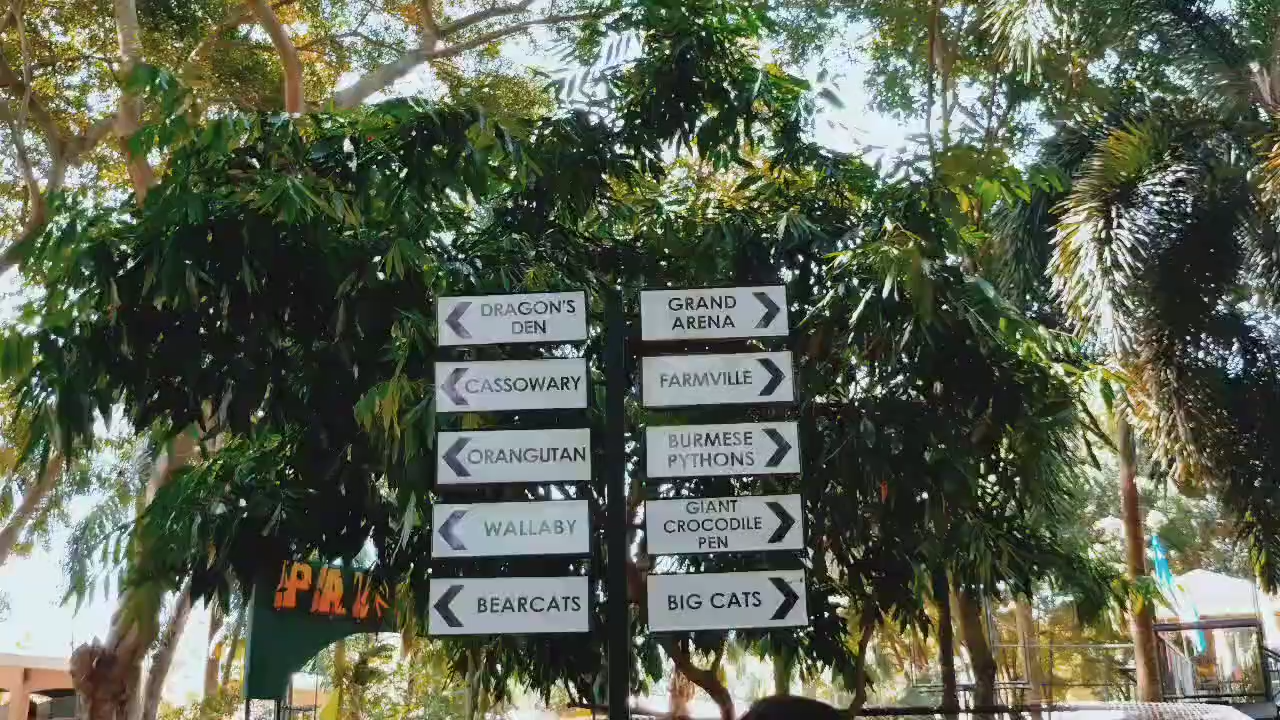 DRAGON'S
DEN
CASSOWARY
ORANGUTAN
WALLABY
BEARCATS
GRAND
ARENA
FARMVILLE
BURMESE
PYTHONS
GIANT
CROCODILE
PEN
BIG CATS